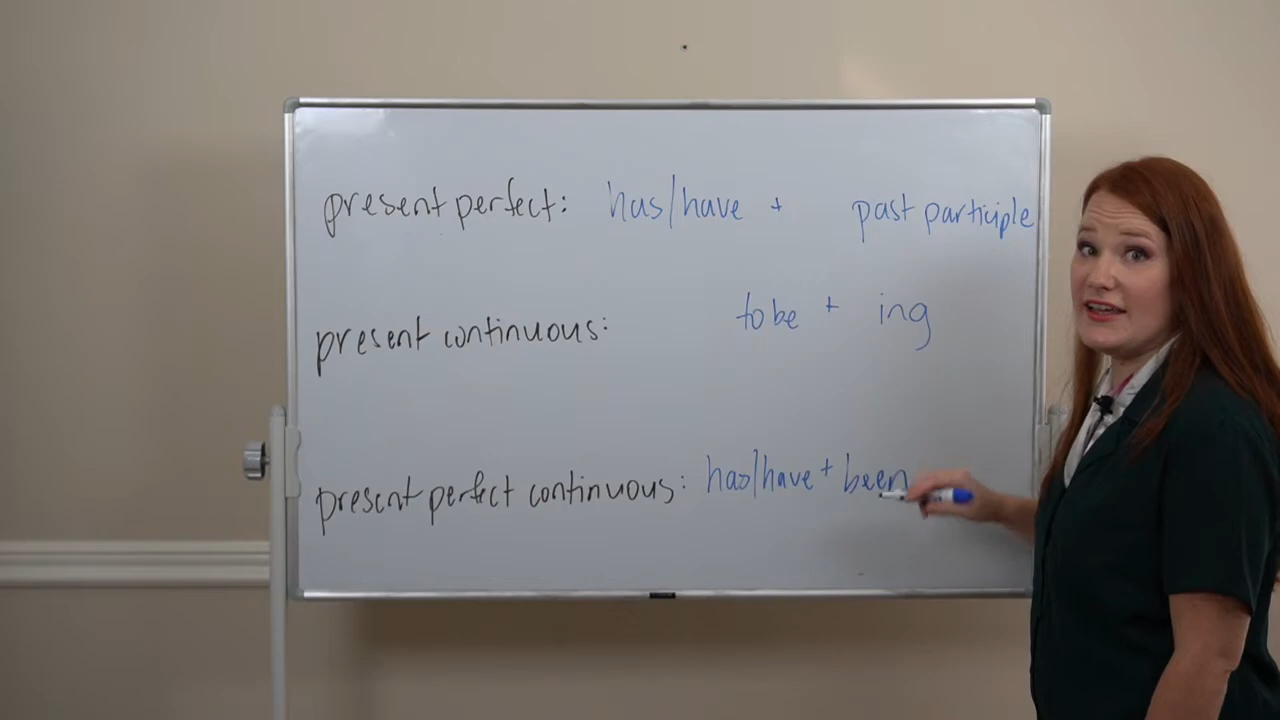 present perfect: has/have + past participle
present continuous: to be + ing
present perfect continuous: has/have + been